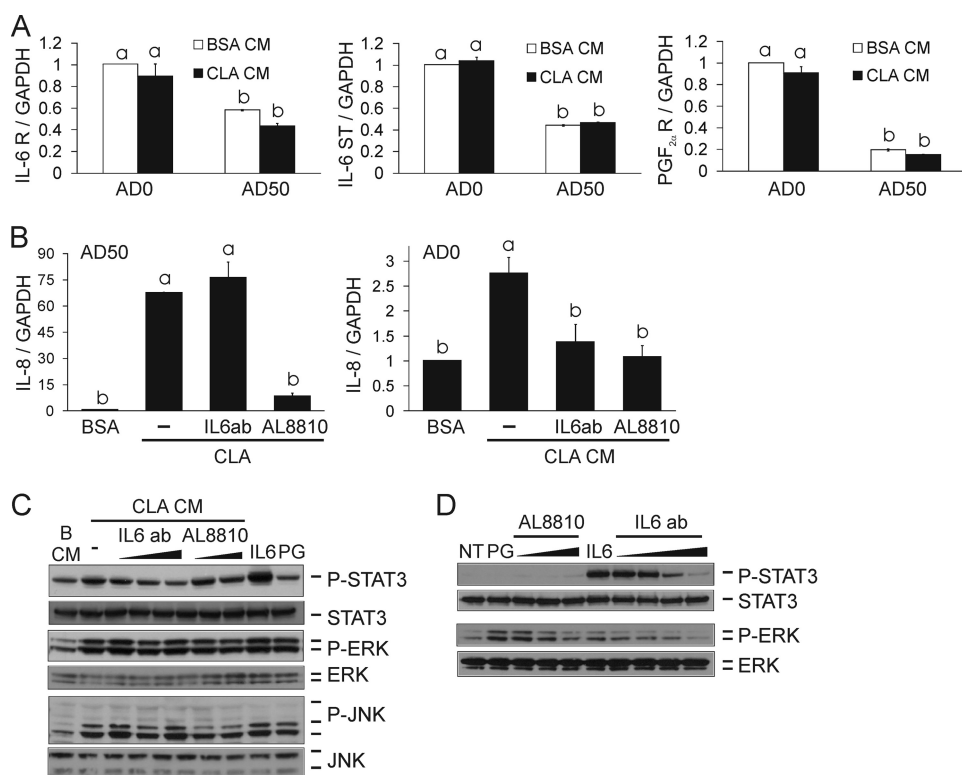 A
IL-6 R / GAPDH
1.2
1
0.8
0.6
0.4
0.2
0
a
a
b
b
BSA CM
CLA CM
AD0
AD50
IL-6 ST / GAPDH
1.2
1
0.8
0.6
0.4
0.2
0
a
a
b
b
BSA CM
CLA CM
AD0
AD50
PGF2α R / GAPDH
1.2
1
0.8
0.6
0.4
0.2
0
a
a
b
b
BSA CM
CLA CM
AD0
AD50
B
AD50
IL-8 / GAPDH
90
75
60
45
30
15
0
b
a
a
b
BSA
–
IL6ab
AL8810
CLA
AD0
IL-8 / GAPDH
3
2.5
2
1.5
1
0.5
0
b
a
b
b
BSA
–
IL6ab
AL8810
CLA CM
C
CLA CM
B CM
-
IL6 ab
AL8810
IL6
PG
P-STAT3
STAT3
P-ERK
ERK
P-JNK
JNK
D
AL8810
IL6 ab
NT
PG
IL6
P-STAT3
STAT3
P-ERK
ERK